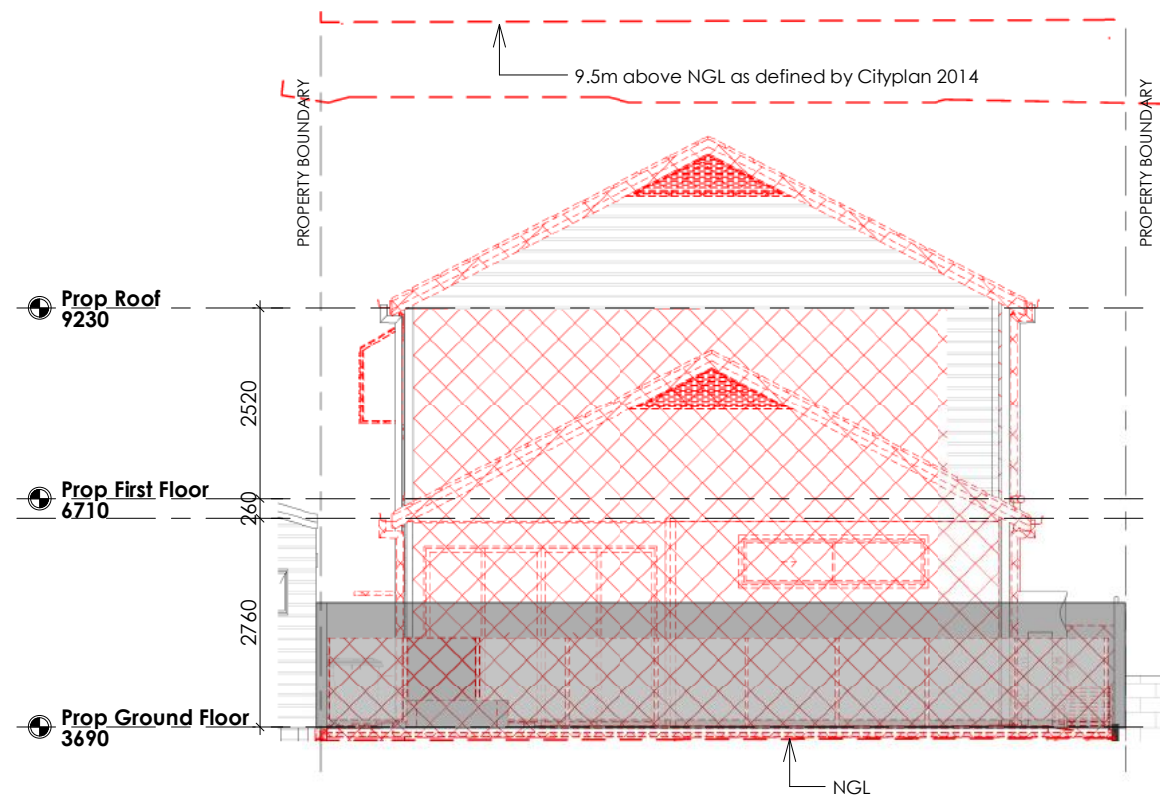 9.5m above NGL as defined by Cityplan 2014
PROPERTY BOUNDARY
PROPERTY BOUNDARY
Prop Roof
9230
2520
Prop First Floor
6710
260
2760
Prop Ground Floor
3690
NGL